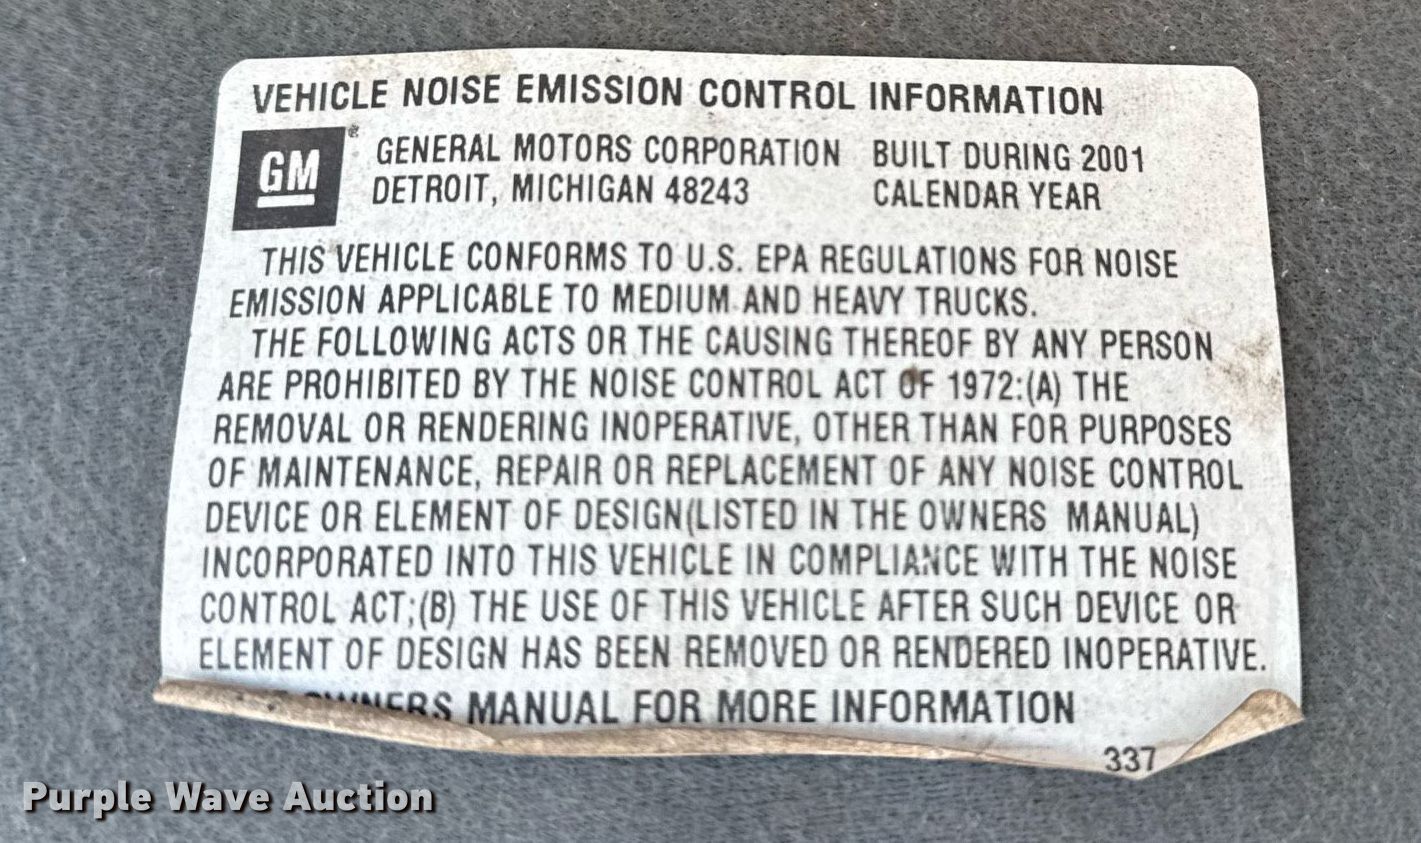 VEHICLE NOISE EMISSION CONTROL INFORMATION
GM®
GENERAL MOTORS CORPORATION BUILT DURING 2001
DETROIT, MICHIGAN 48243 CALENDAR YEAR
THIS VEHICLE CONFORMS TO U.S. EPA REGULATIONS FOR NOISE
EMISSION APPLICABLE TO MEDIUM AND HEAVY TRUCKS.
THE FOLLOWING ACTS OR THE CAUSING THEREOF BY ANY PERSON
ARE PROHIBITED BY THE NOISE CONTROL ACT OF 1972:(A) THE
REMOVAL OR RENDERING INOPERATIVE, OTHER THAN FOR PURPOSES
OF MAINTENANCE, REPAIR OR REPLACEMENT OF ANY NOISE CONTROL
DEVICE OR ELEMENT OF DESIGN(LISTED IN THE OWNERS MANUAL)
INCORPORATED INTO THIS VEHICLE IN COMPLIANCE WITH THE NOISE
CONTROL ACT;(B) THE USE OF THIS VEHICLE AFTER SUCH DEVICE OR
ELEMENT OF DESIGN HAS BEEN REMOVED OR RENDERED INOPERATIVE.
OWNERS MANUAL FOR MORE INFORMATION
337
Purple Wave Auction